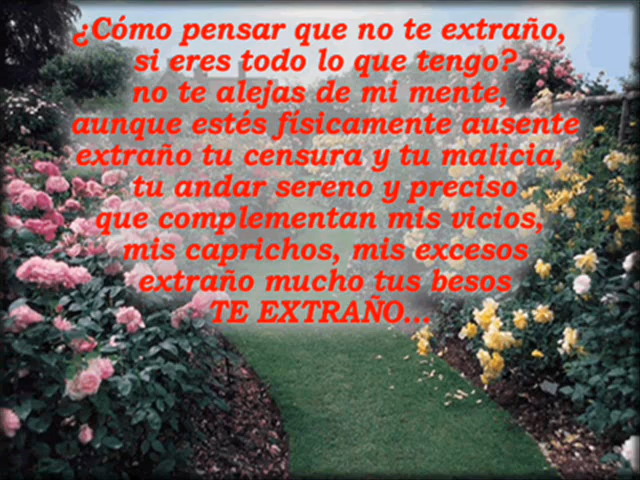 ¿Cómo pensar que no te extraño,
si eres todo lo que tengo?
no te alejas de mi mente,
aunque estés físicamente ausente
extraño tu censura y tu malicia,
tu andar sereno y preciso
que complementan mis vicios,
mis caprichos, mis excesos
extraño mucho tus besos
TE EXTRAÑO...